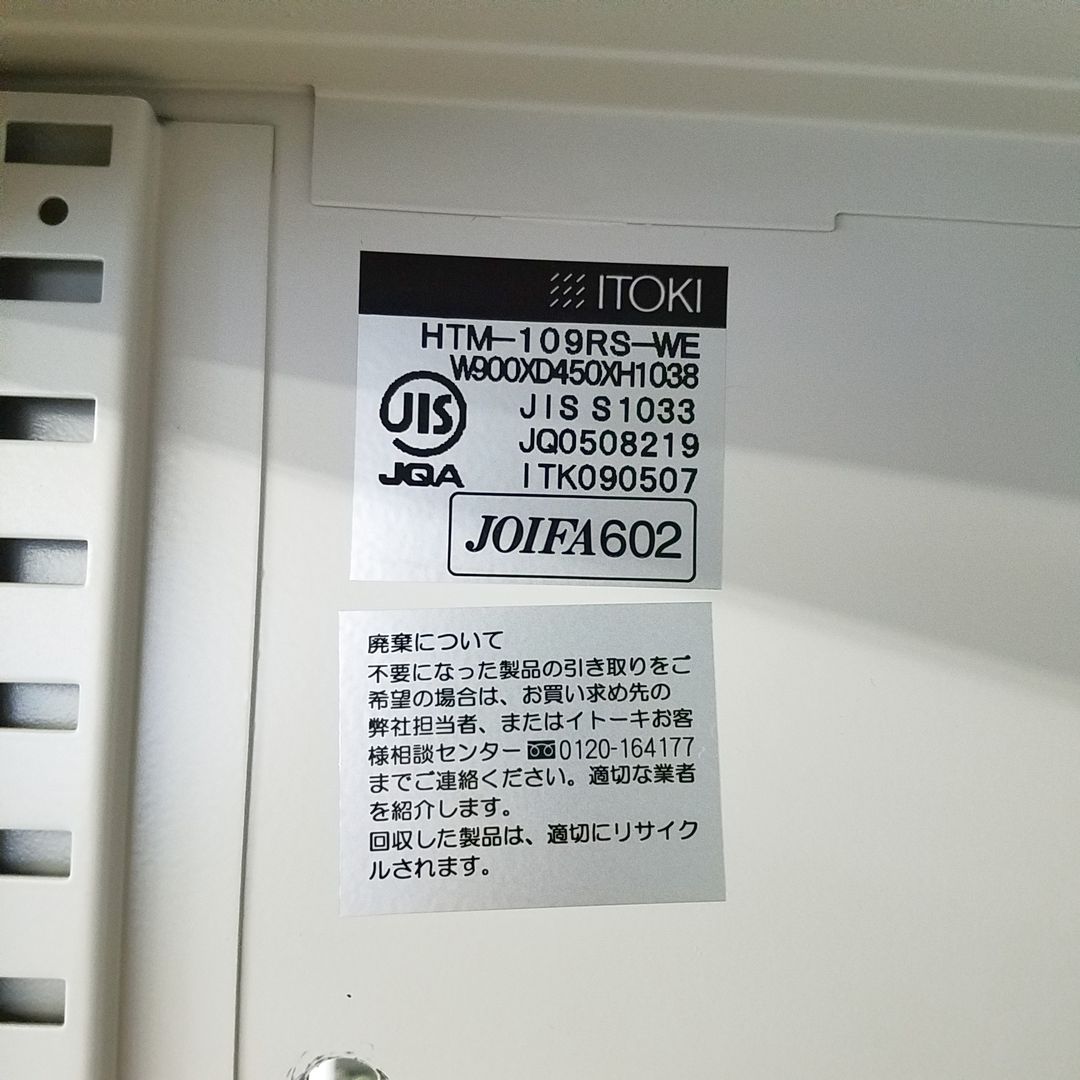 ITOKI
HTM-109RS-WE
W900XD450XH1038
JIS
JIS S1033
JQ0508219
JQA
ITK090507
JOIFA602
廃棄について
不要になった製品の引き取りをご
希望の場合は、お買い求め先の
弊社担当者、またはイトーキお客
様相談センター0120-164177
までご連絡ください。適切な業者
を紹介します。
回収した製品は、適切にリサイク
ルされます。